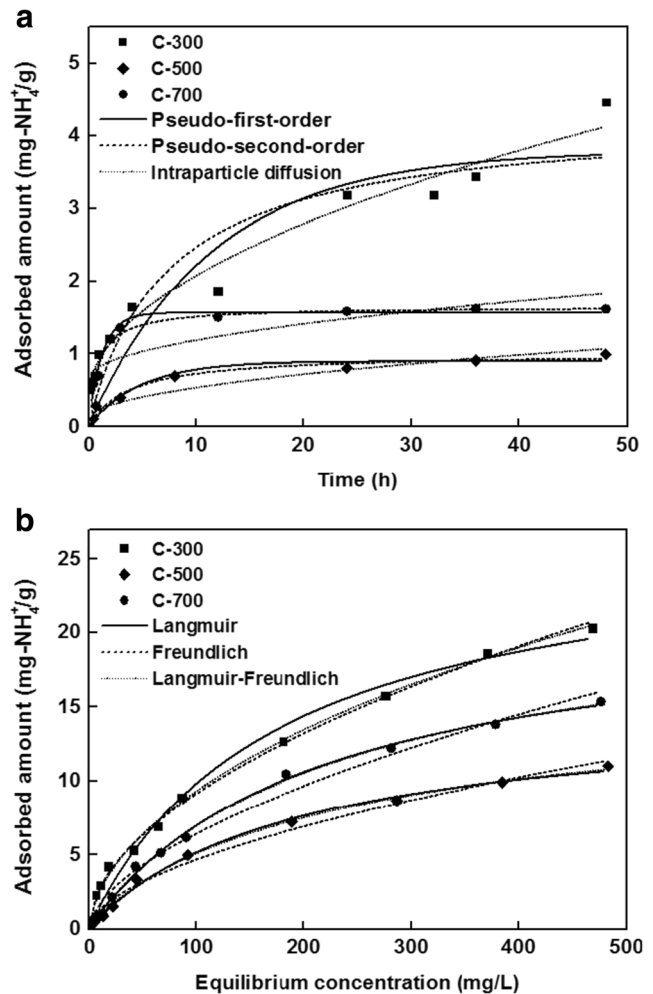 a
C-300
C-500
C-700
Pseudo-first-order
Pseudo-second-order
Intraparticle diffusion
Adsorbed amount (mg-NH₄⁺/g)
5
4
3
2
1
0
0 10 20 30 40 50
Time (h)
b
C-300
C-500
C-700
Langmuir
Freundlich
Langmuir-Freundlich
Adsorbed amount (mg-NH₄⁺/g)
25
20
15
10
5
0
0 100 200 300 400 500
Equilibrium concentration (mg/L)